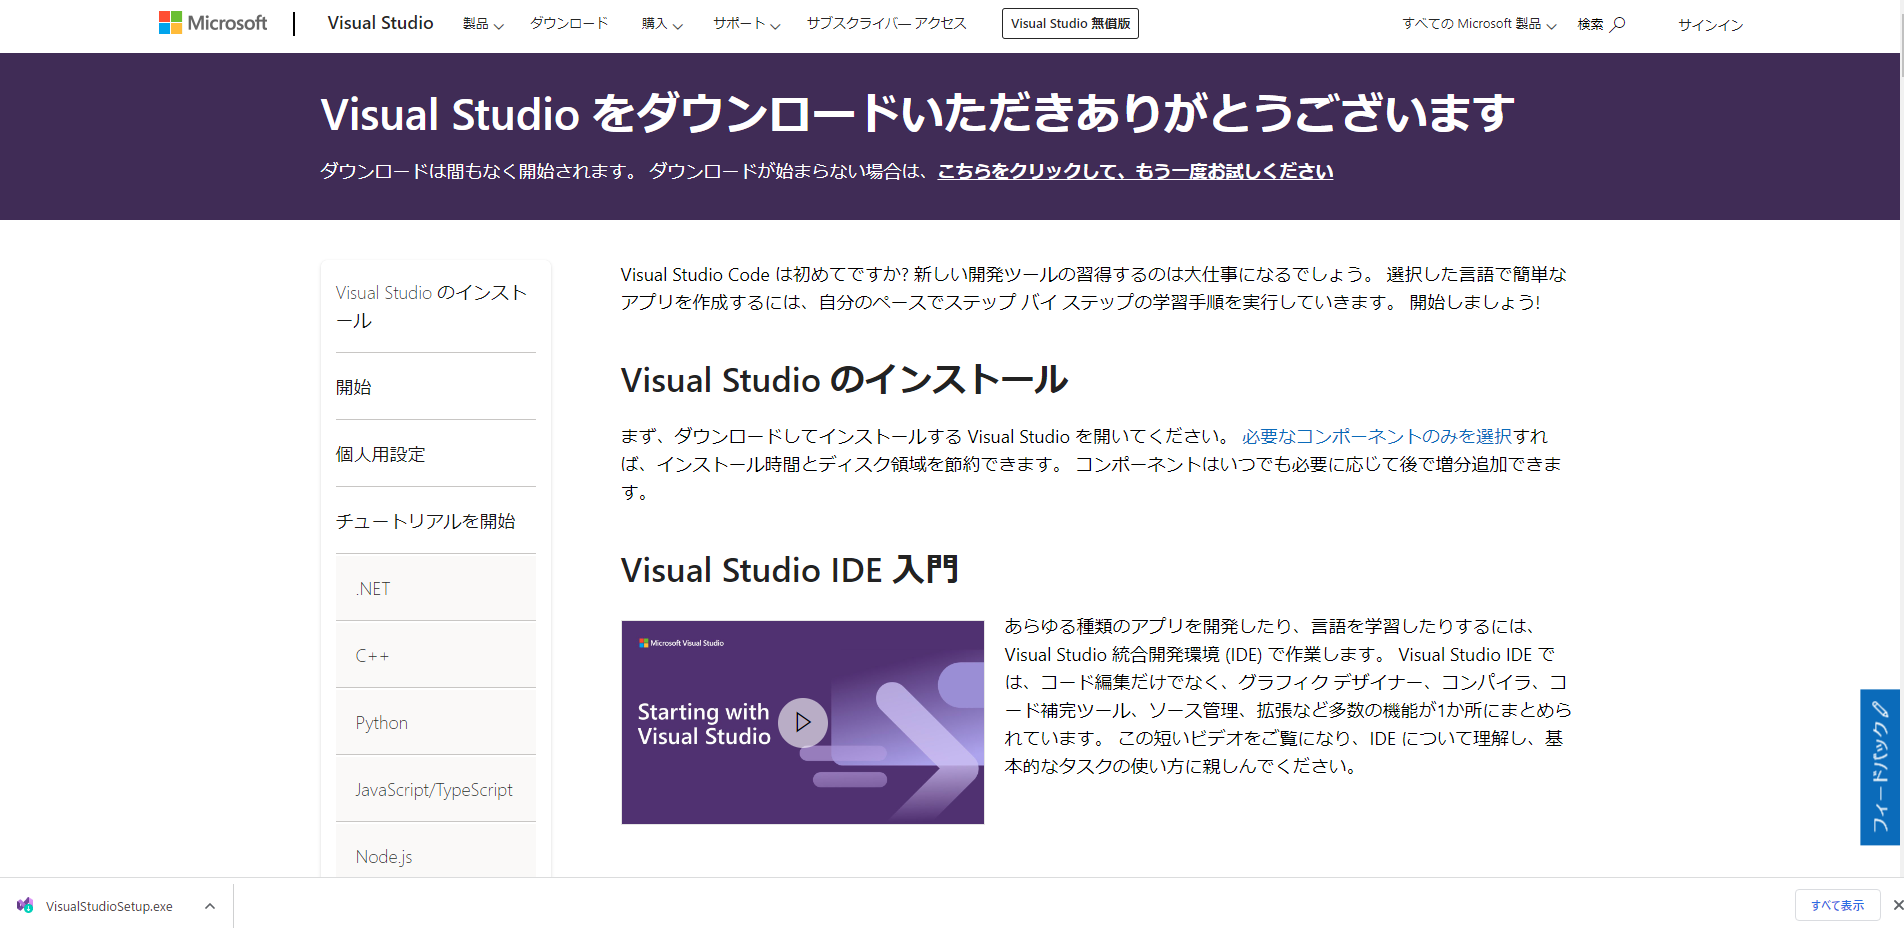 Microsoft
Visual Studio
製品
ダウンロード
購入
サポート
サブスクライバー アクセス
Visual Studio 無償版
すべての Microsoft 製品
検索
サインイン
Visual Studio をダウンロードいただきありがとうございます
ダウンロードは間もなく開始されます。 ダウンロードが始まらない場合は、こちらをクリックして、もう一度お試しください
Visual Studio のインスト
ール
開始
個人用設定
チュートリアルを開始
.NET
C++
Python
JavaScript/TypeScript
Node.js
Visual Studio Code は初めてですか? 新しい開発ツールの習得するのは大仕事になるでしょう。 選択した言語で簡単な
アプリを作成するには、自分のペースでステップ バイ ステップの学習手順を実行していきます。 開始しましょう!
Visual Studio のインストール
まず、ダウンロードしてインストールする Visual Studio を開いてください。 必要なコンポーネントのみを選択すれ
ば、インストール時間とディスク領域を節約できます。 コンポーネントはいつでも必要に応じて後で増分追加できま
す。
Visual Studio IDE 入門
Microsoft Visual Studio
Starting with
Visual Studio
あらゆる種類のアプリを開発したり、言語を学習したりするには、
Visual Studio 統合開発環境 (IDE) で作業します。 Visual Studio IDE で
は、コード編集だけでなく、グラフィック デザイナー、コンパイラ、コ
ード補完ツール、ソース管理、拡張など多数の機能が1か所にまとめら
れています。 この短いビデオをご覧になり、IDE について理解し、基
本的なタスクの使い方に親しんでください。
フィードバック
VisualStudioSetup.exe
すべて表示